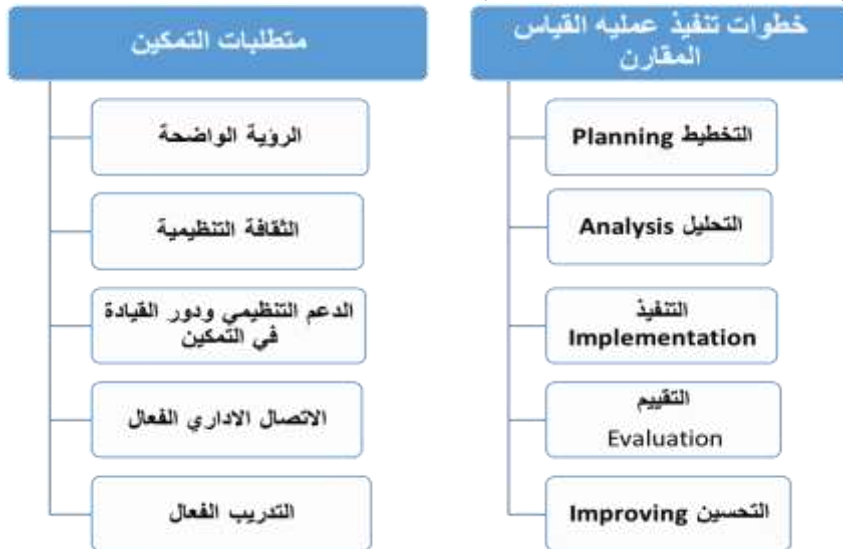 خطوات تنفيذ عمليه القياس
المقارن
التخطيط Planning
التحليل Analysis
التنفيذ
Implementation
التقييم
Evaluation
التحسين Improving
متطلبات التمكين
الرؤية الواضحة
الثقافة التنظيمية
الدعم التنظيمي ودور القيادة
في التمكين
الاتصال الاداري الفعال
التدريب الفعال